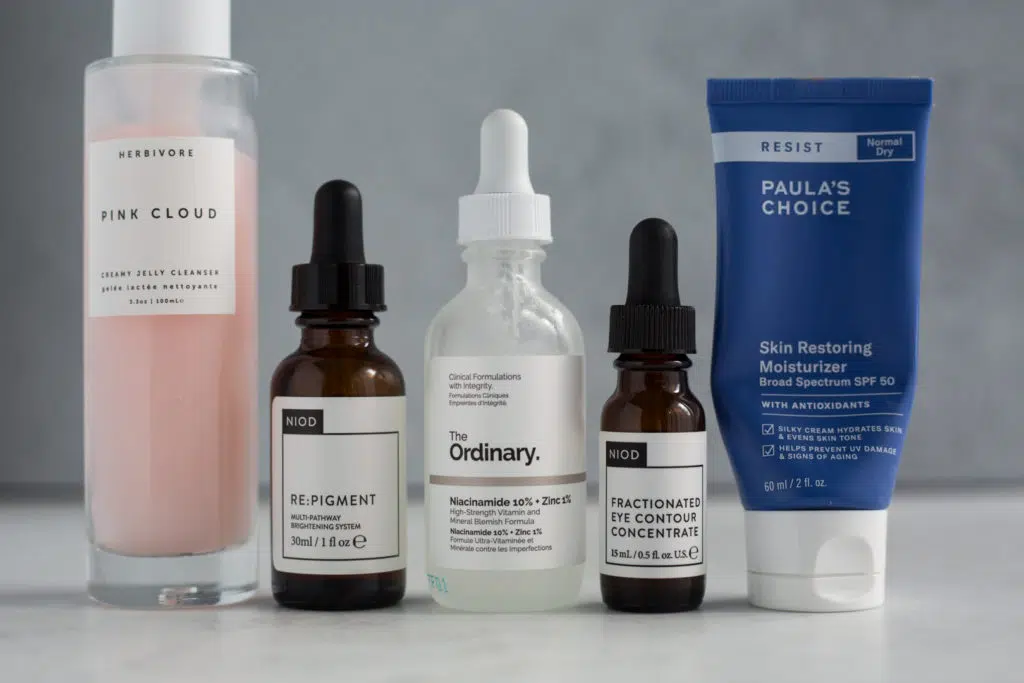 HERBIVORE
PINK CLOUD
CREAMY JELLY CLEANSER
gelée lactée nettoyante
3.3oz | 100mL℮
NIOD
RE:PIGMENT
MULTI-PATHWAY
BRIGHTENING SYSTEM
30ml / 1 fl oz ℮
Clinical Formulations
with Integrity.
Formulations Cliniques
Empreintes d'Intégrité.
The
Ordinary.
Niacinamide 10% + Zinc 1%
High-Strength Vitamin and
Mineral Blemish Formula
Niacinamide 10% + Zinc 1%
Formule Ultra-Vitaminée et
Minérale contre les Imperfections
NIOD
FRACTIONATED
EYE CONTOUR
CONCENTRATE
15 mL / 0.5 fl. oz. U.S. ℮
RESIST
Normal
Dry
PAULA'S
CHOICE
Skin Restoring
Moisturizer
Broad Spectrum SPF 50
WITH ANTIOXIDANTS
SILKY CREAM HYDRATES SKIN
& EVENS SKIN TONE
HELPS PREVENT UV DAMAGE
& SIGNS OF AGING
60 ml / 2 fl. oz.